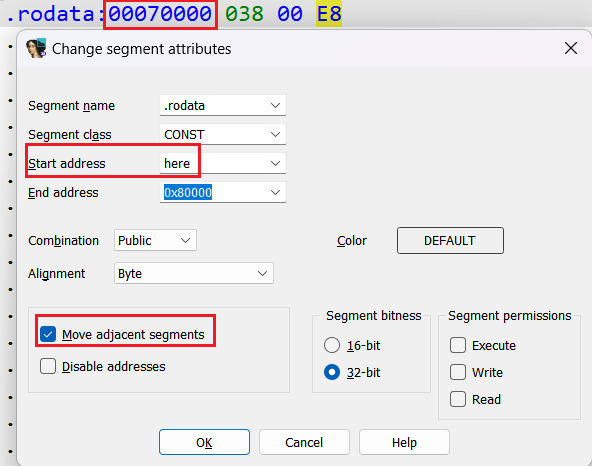 .rodata:00070000 038 00 E8
Change segment attributes
Segment name .rodata
Segment class CONST
Start address here
End address 0x80000
Combination Public Color DEFAULT
Alignment Byte
Move adjacent segments
Disable addresses
Segment bitness
16-bit
32-bit
Segment permissions
Execute
Write
Read
OK Cancel Help